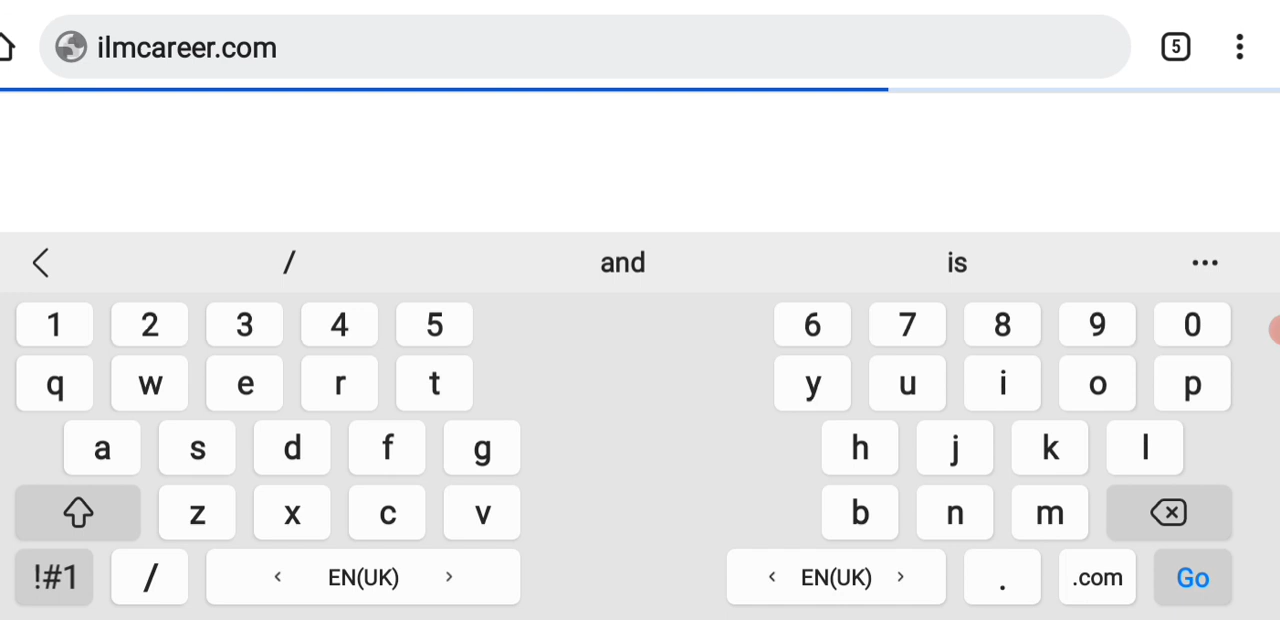 ilmcareer.com 5
/ and is
1 2 3 4 5 6 7 8 9 0
q w e r t y u i o p
a s d f g h j k l
z x c v b n m
!#1 / < EN(UK) > < EN(UK) > . .com Go